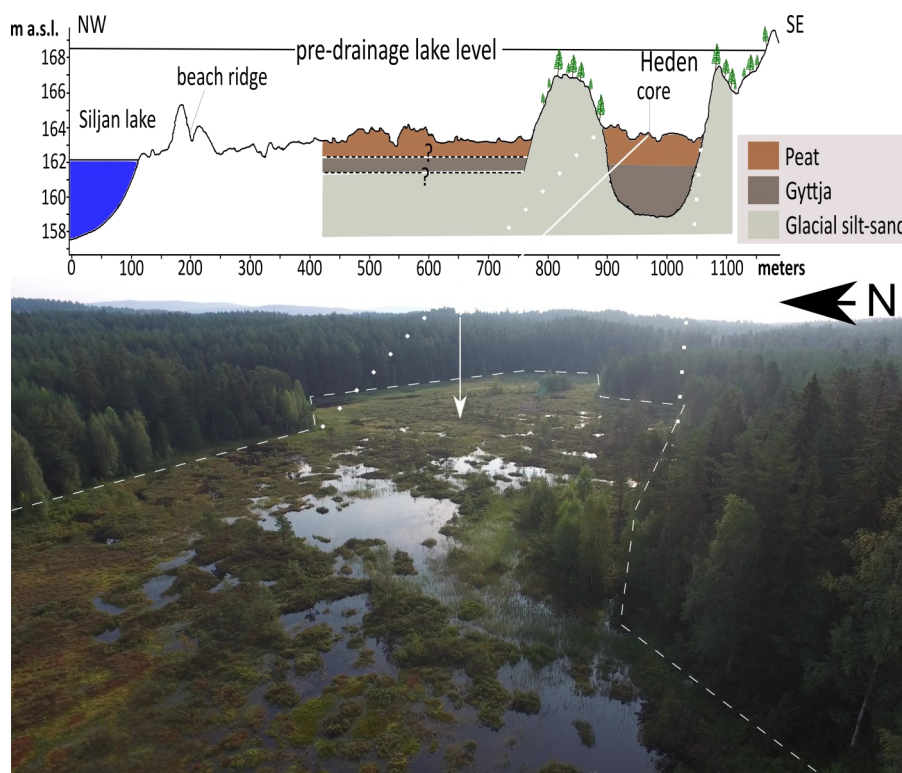 m a.s.l. NW SE
168
pre-drainage lake level
166
beach ridge
Heden
core
Siljan lake
164
162
160
158
?
?
Peat
Gyttja
Glacial silt-sand
0 100 200 300 400 500 600 700 800 900 1000 1100 meters
N